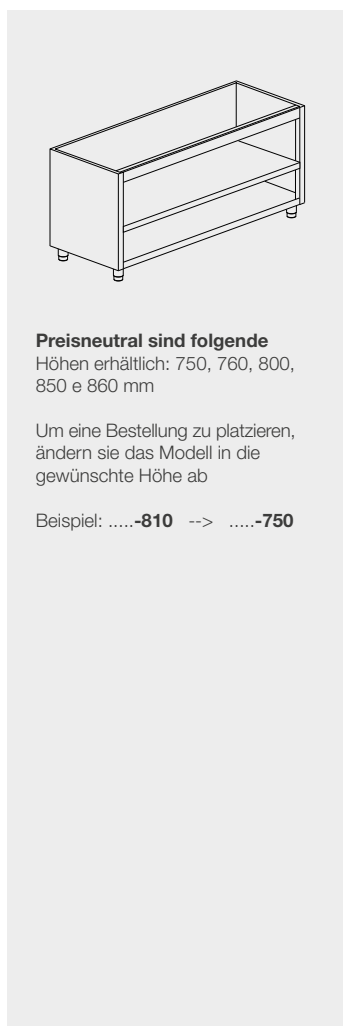 Preisneutral sind folgende
Höhen erhältlich: 750, 760, 800,
850 e 860 mm
Um eine Bestellung zu platzieren,
ändern sie das Modell in die
gewünschte Höhe ab
Beispiel: .....-810 --> .....-750